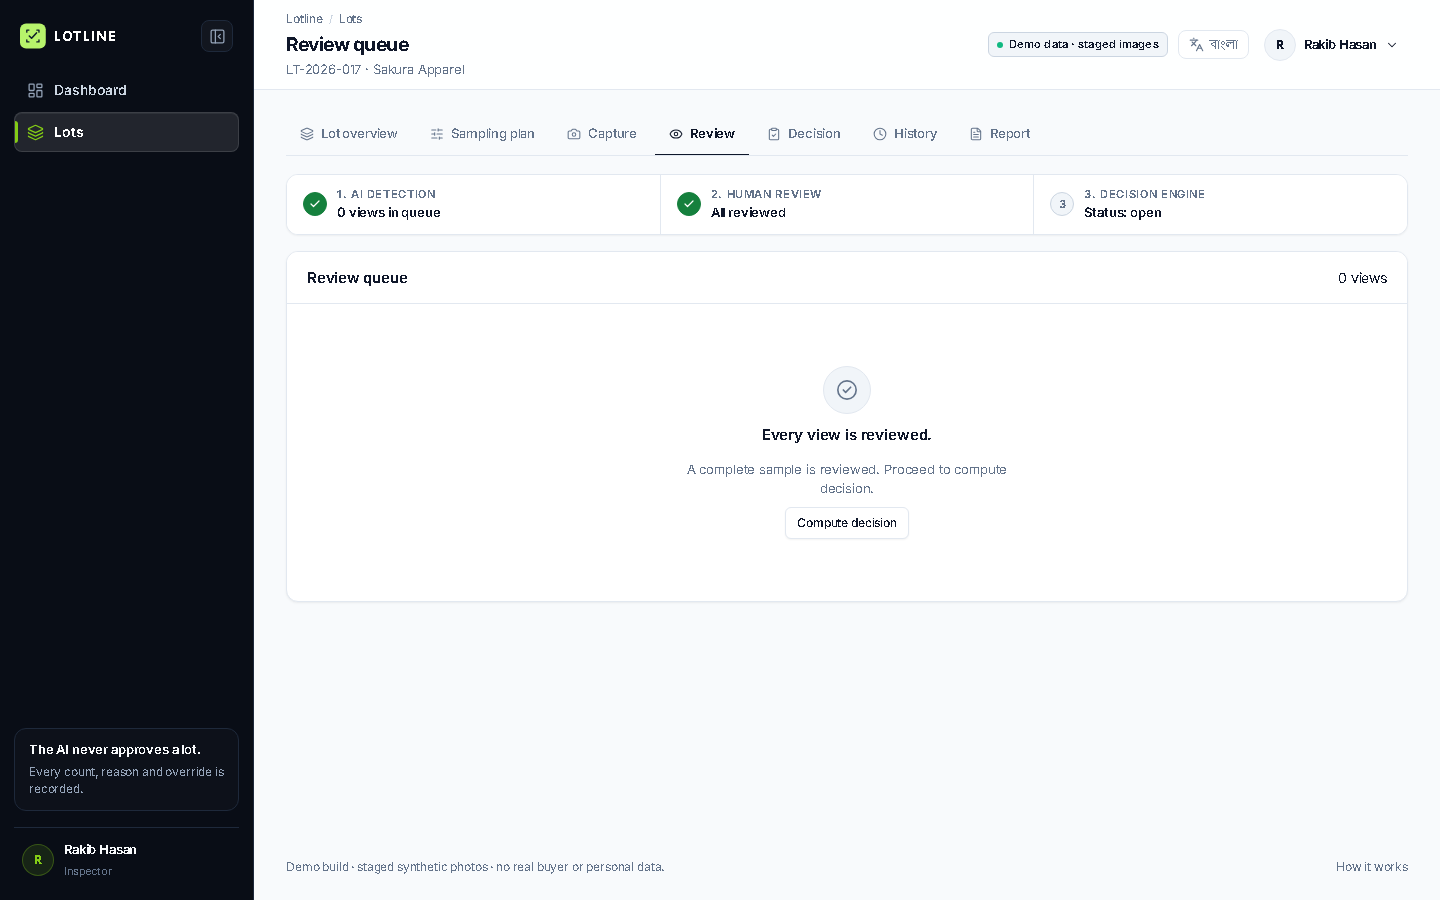 LOTLINE
Dashboard
Lots
The AI never approves a lot.
Every count, reason and override is
recorded.
R
Rakib Hasan
Inspector
Lotline / Lots
Review queue
LT-2026-017 · Sakura Apparel
Demo data · staged images
বাংলা
R
Rakib Hasan
Lot overview
Sampling plan
Capture
Review
Decision
History
Report
1. AI DETECTION
0 views in queue
2. HUMAN REVIEW
All reviewed
3
3. DECISION ENGINE
Status: open
Review queue
0 views
Every view is reviewed.
A complete sample is reviewed. Proceed to compute
decision.
Compute decision
Demo build · staged synthetic photos · no real buyer or personal data.
How it works